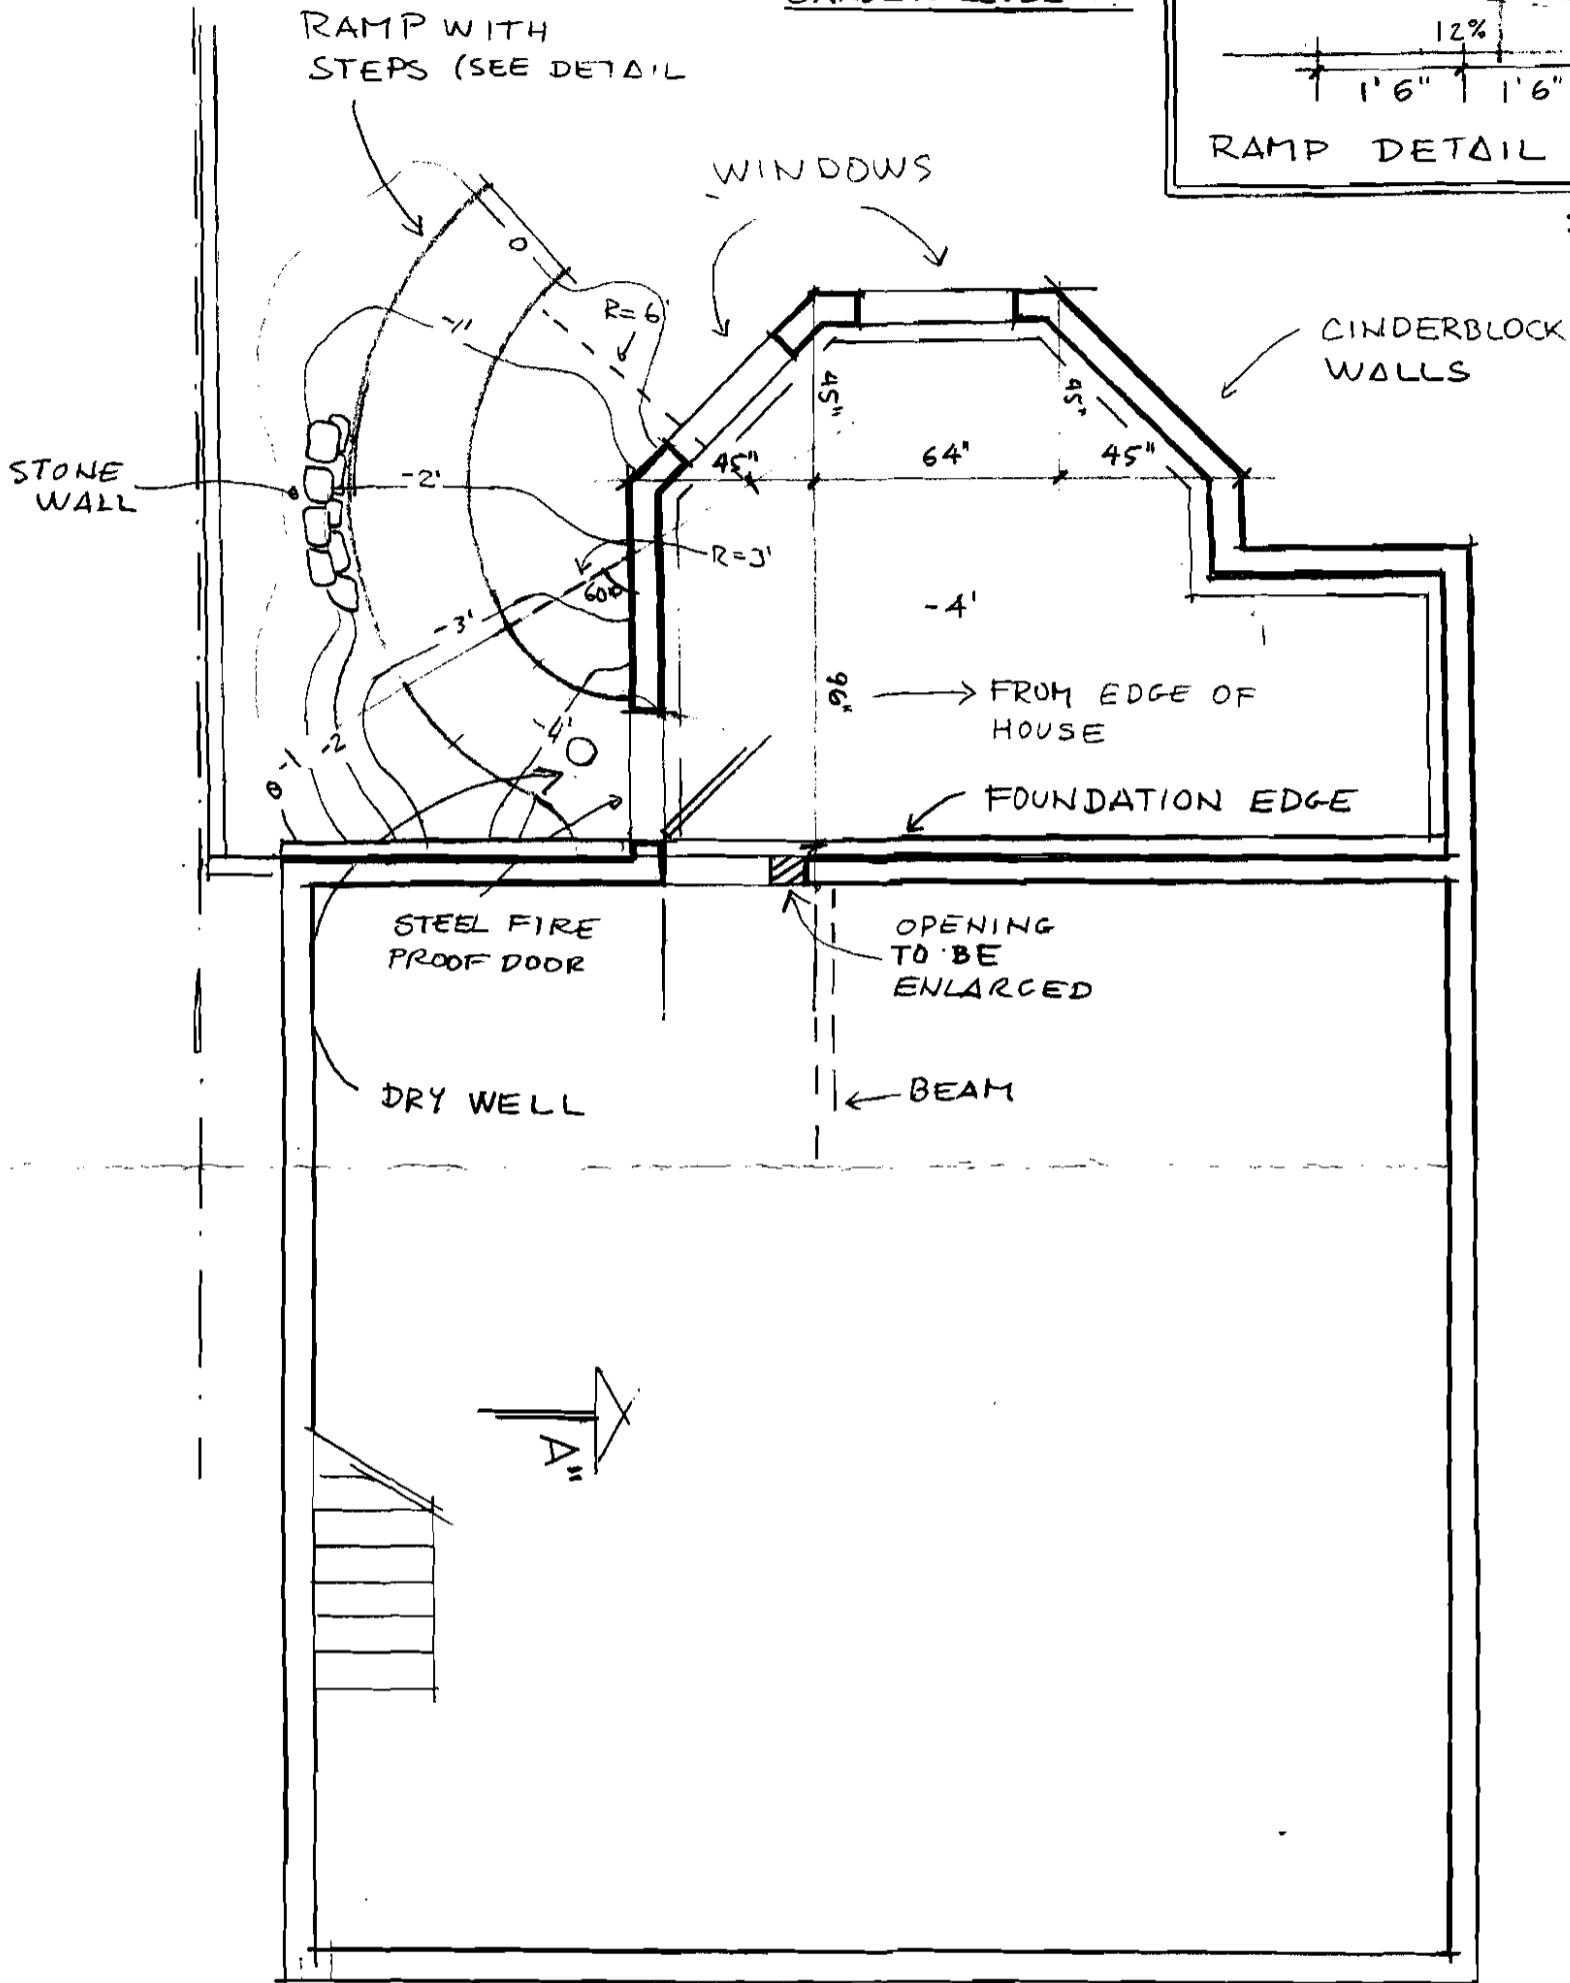 RAMP WITH
STEPS (SEE DETAIL
12%
1'6" 1'6"
RAMP DETAIL
WINDOWS
0
R=6'
-1'
CINDERBLOCK
WALLS
45"
45"
45"
64"
45"
STONE
WALL
-2'
R=3'
60°
-3'
-4'
96"
FROM EDGE OF
HOUSE
-4'
0
-1
-2
FOUNDATION EDGE
STEEL FIRE
PROOF DOOR
OPENING
TO BE
ENLARGED
DRY WELL
BEAM
A"